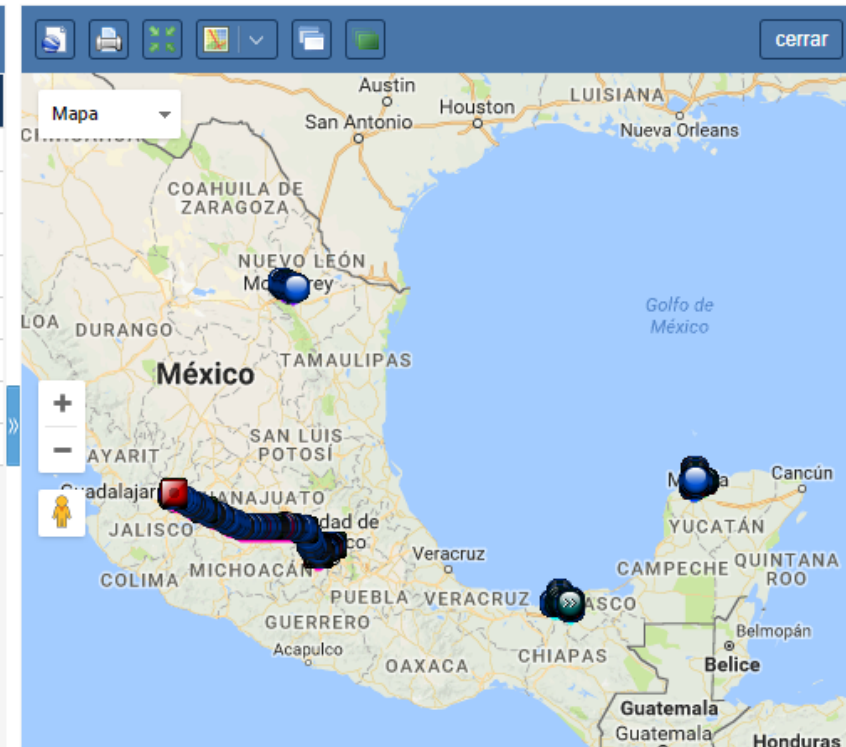 cerrar
Mapa
Austin
Houston
LUISIANA
San Antonio
Nueva Orleans
COAHUILA DE
ZARAGOZA
NUEVO LEÓN
Golfo de
México
DURANGO
TAMAULIPAS
México
+
−
SAN LUIS
POTOSÍ
Cancún
JALISCO
YUCATÁN
Veracruz
MICHOACÁN
CAMPECHE
QUINTANA
ROO
COLIMA
PUEBLA
VERACRUZ
GUERRERO
Belmopán
Acapulco
OAXACA
CHIAPAS
Belice
Guatemala
Guatemala
Honduras